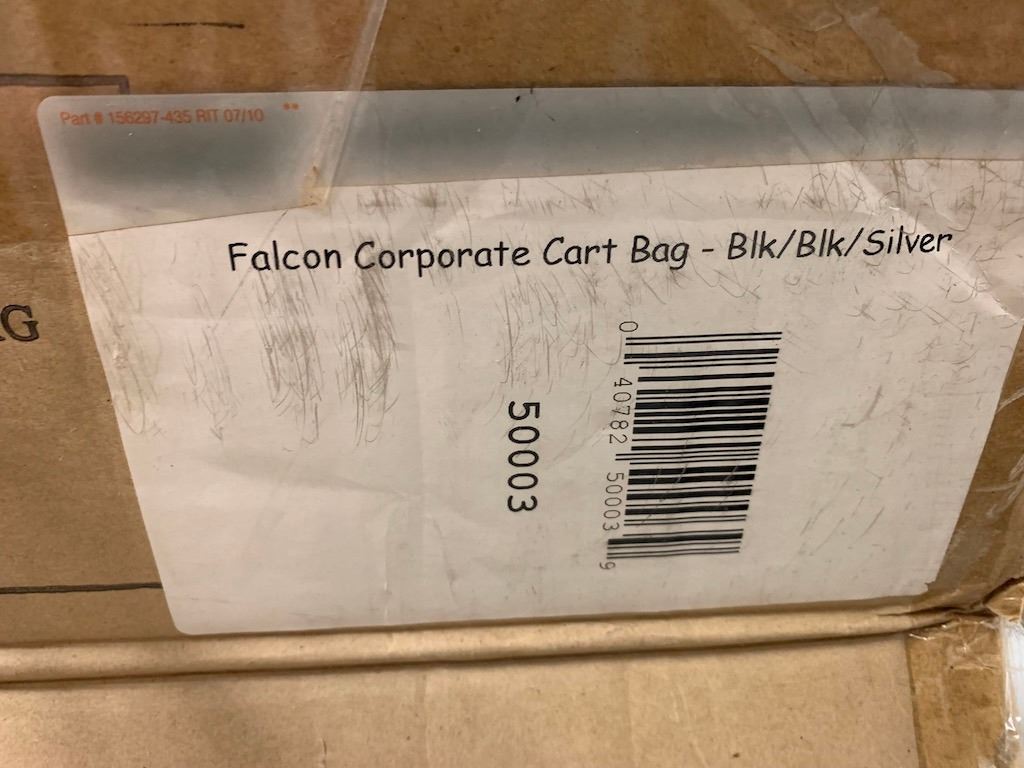 Part # 156297-435 RIT 07/10 **
Falcon Corporate Cart Bag - Blk/Blk/Silver
G
50003
0 40782 50003 9